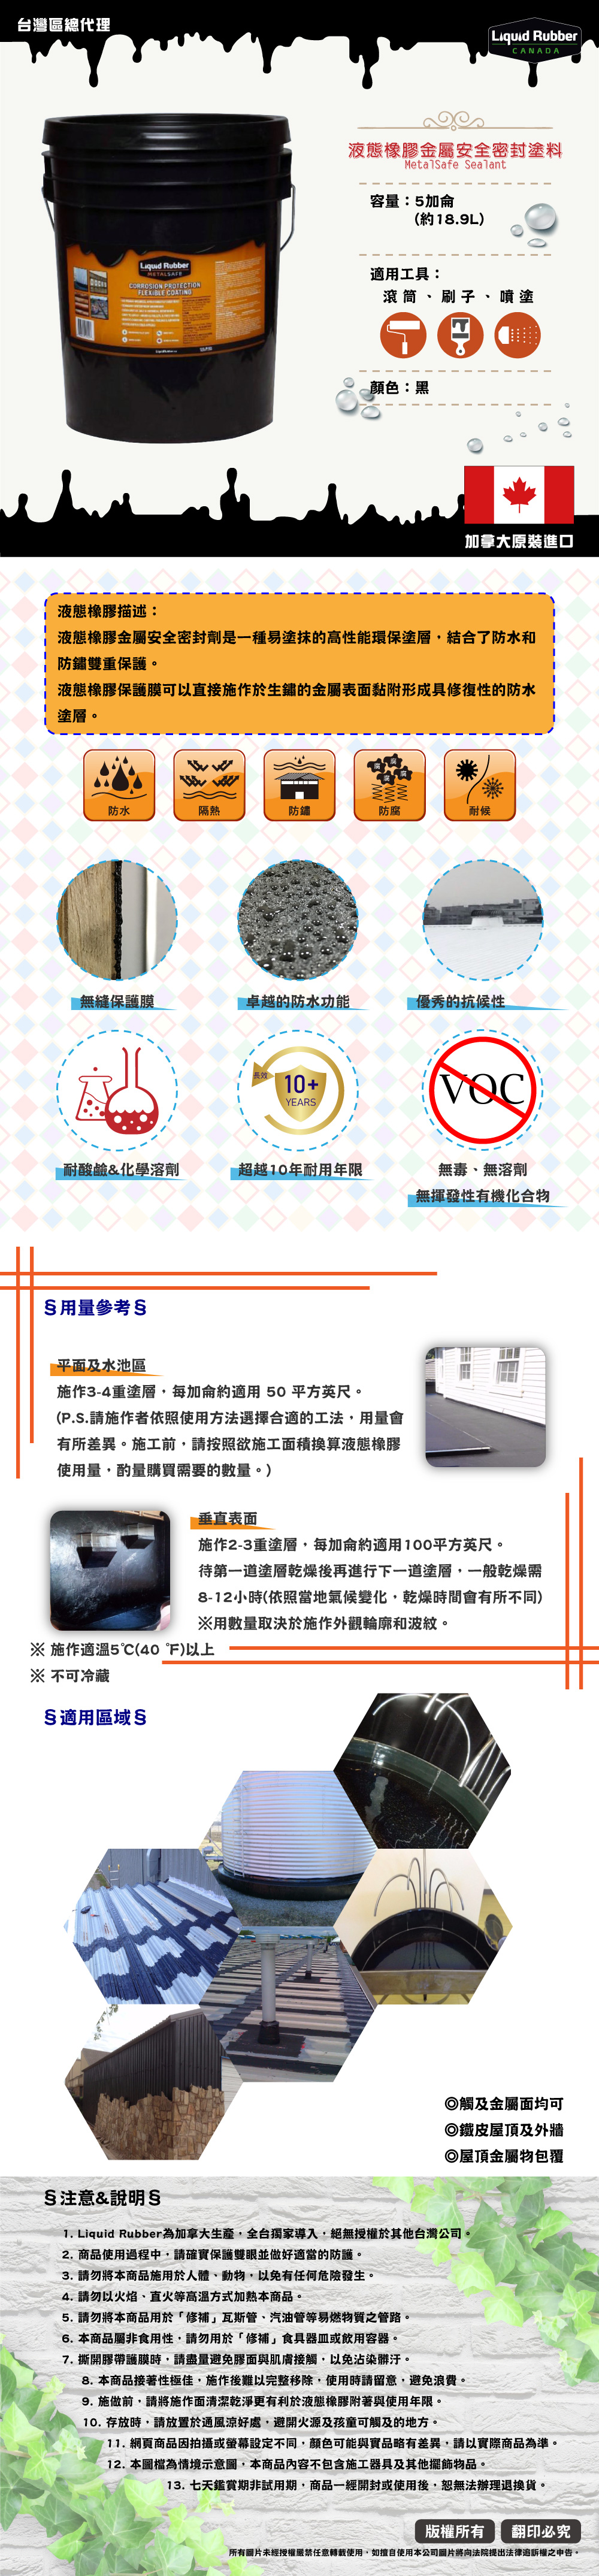 台灣區總代理
Liquid Rubber
CANADA
液態橡膠金屬安全密封塗料
MetalSafe Sealant
容量：5加侖
(約18.9L)
適用工具：
滾筒、刷子、噴塗
顏色：黑
Liquid Rubber
METALSAFE
CORROSION PROTECTION
FLEXIBLE COATING
加拿大原裝進口
液態橡膠描述：
液態橡膠金屬安全密封劑是一種易塗抹的高性能環保塗層，結合了防水和
防鏽雙重保護。
液態橡膠保護膜可以直接施作於生鏽的金屬表面黏附形成具修復性的防水
塗層。
防水
隔熱
防鏽
防腐
耐候
無縫保護膜
卓越的防水功能
優秀的抗候性
長效
10+
YEARS
VOC
耐酸鹼&化學溶劑
超越10年耐用年限
無毒、無溶劑
無揮發性有機化合物
§用量參考§
平面及水池區
施作3-4重塗層，每加侖約適用 50 平方英尺。
(P.S.請施作者依照使用方法選擇合適的工法，用量會
有所差異。施工前，請按照欲施工面積換算液態橡膠
使用量，酌量購買需要的數量。)
垂直表面
施作2-3重塗層，每加侖約適用100平方英尺。
待第一道塗層乾燥後再進行下一道塗層，一般乾燥需
8-12小時(依照當地氣候變化，乾燥時間會有所不同)
※用數量取決於施作外觀輪廓和波紋。
※ 施作適溫5℃(40 ℉)以上
※ 不可冷藏
§適用區域§
◎觸及金屬面均可
◎鐵皮屋頂及外牆
◎屋頂金屬物包覆
§注意&說明§
1. Liquid Rubber為加拿大生產，全台獨家導入，絕無授權於其他台灣公司。
2. 商品使用過程中，請確實保護雙眼並做好適當的防護。
3. 請勿將本商品施用於人體、動物，以免有任何危險發生。
4. 請勿以火焰、直火等高溫方式加熱本商品。
5. 請勿將本商品用於「修補」瓦斯管、汽油管等易燃物質之管路。
6. 本商品屬非食用性，請勿用於「修補」食具器皿或飲用容器。
7. 撕開膠帶護膜時，請盡量避免膠面與肌膚接觸，以免沾染髒汙。
8. 本商品接著性極佳，施作後難以完整移除，使用時請留意，避免浪費。
9. 施做前，請將施作面清潔乾淨更有利於液態橡膠附著與使用年限。
10. 存放時，請放置於通風涼好處，避開火源及孩童可觸及的地方。
11. 網頁商品因拍攝或螢幕設定不同，顏色可能與實品略有差異，請以實際商品為準。
12. 本圖檔為情境示意圖，本商品內容不包含施工器具及其他擺飾物品。
13. 七天鑑賞期非試用期，商品一經開封或使用後，恕無法辦理退換貨。
版權所有
翻印必究
所有圖片未經授權嚴禁任意轉載使用，如擅自使用本公司圖片將向法院提出法律追訴權之申告。